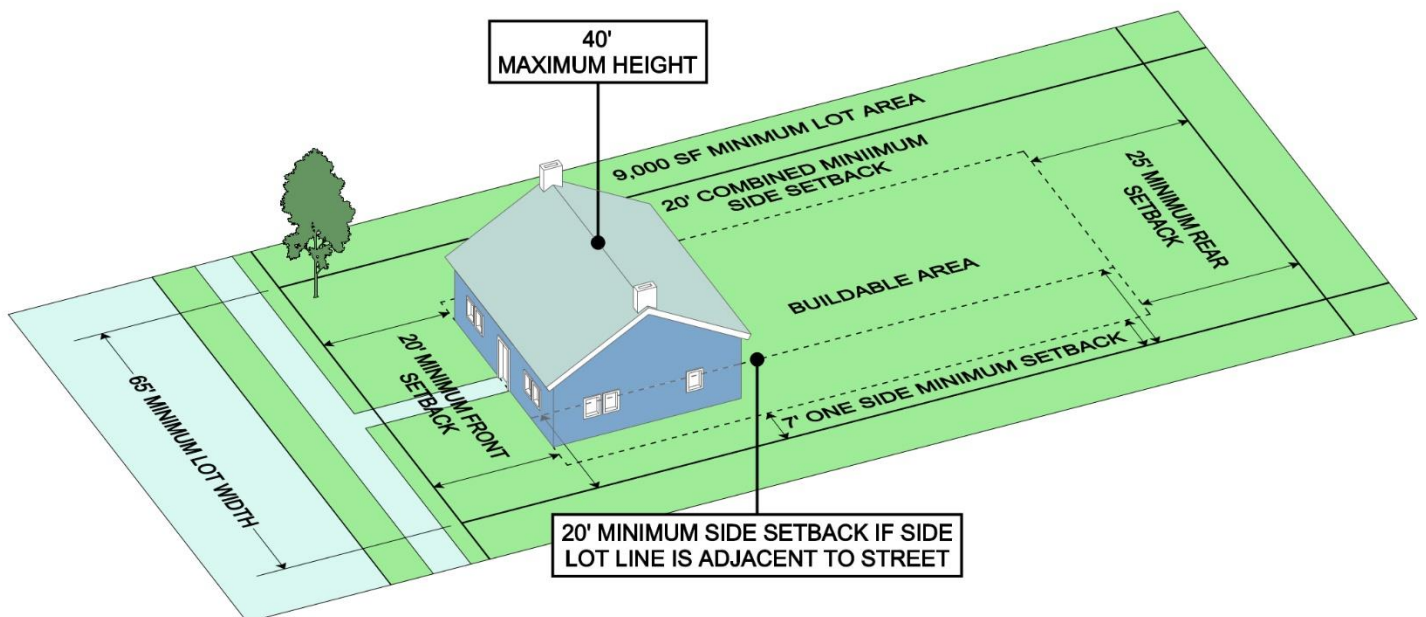 40'
MAXIMUM HEIGHT
9,000 SF MINIMUM LOT AREA
20' COMBINED MINIIMUM
SIDE SETBACK
25' MINIMUM REAR
SETBACK
BUILDABLE AREA
20' MINIMUM FRONT
SETBACK
7' ONE SIDE MINIMUM SETBACK
65' MINIMUM LOT WIDTH
20' MINIMUM SIDE SETBACK IF SIDE
LOT LINE IS ADJACENT TO STREET